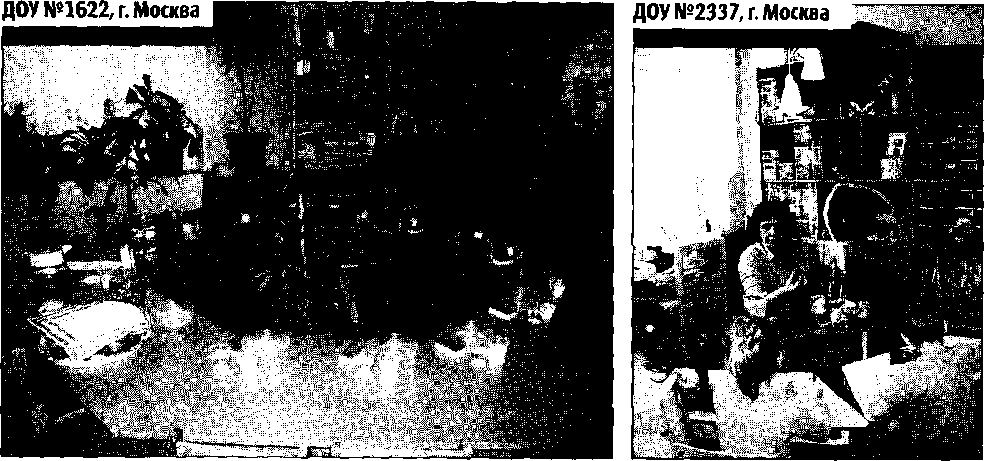 ДОУ №1622, г. Москва
ДОУ №2337, г. Москва